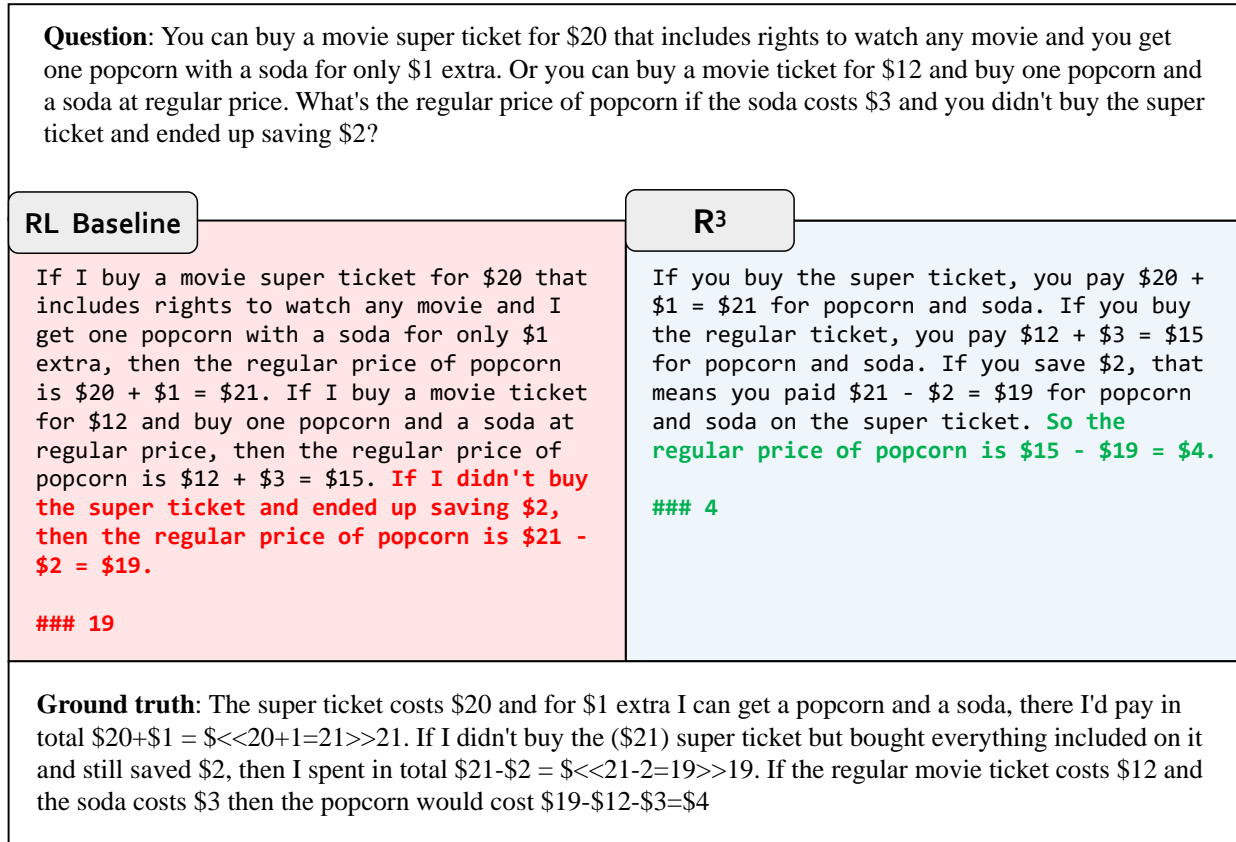 Question: You can buy a movie super ticket for $20 that includes rights to watch any movie and you get
one popcorn with a soda for only $1 extra. Or you can buy a movie ticket for $12 and buy one popcorn and
a soda at regular price. What's the regular price of popcorn if the soda costs $3 and you didn't buy the super
ticket and ended up saving $2?
RL Baseline
If I buy a movie super ticket for $20 that
includes rights to watch any movie and I
get one popcorn with a soda for only $1
extra, then the regular price of popcorn
is $20 + $1 = $21. If I buy a movie ticket
for $12 and buy one popcorn and a soda at
regular price, then the regular price of
popcorn is $12 + $3 = $15. If I didn't buy
the super ticket and ended up saving $2,
then the regular price of popcorn is $21 -
$2 = $19.
### 19
R3
If you buy the super ticket, you pay $20 +
$1 = $21 for popcorn and soda. If you buy
the regular ticket, you pay $12 + $3 = $15
for popcorn and soda. If you save $2, that
means you paid $21 - $2 = $19 for popcorn
and soda on the super ticket. So the
regular price of popcorn is $15 - $19 = $4.
### 4
Ground truth: The super ticket costs $20 and for $1 extra I can get a popcorn and a soda, there I'd pay in
total $20+$1 = $<<20+1=21>>21. If I didn't buy the ($21) super ticket but bought everything included on it
and still saved $2, then I spent in total $21-$2 = $<<21-2=19>>19. If the regular movie ticket costs $12 and
the soda costs $3 then the popcorn would cost $19-$12-$3=$4